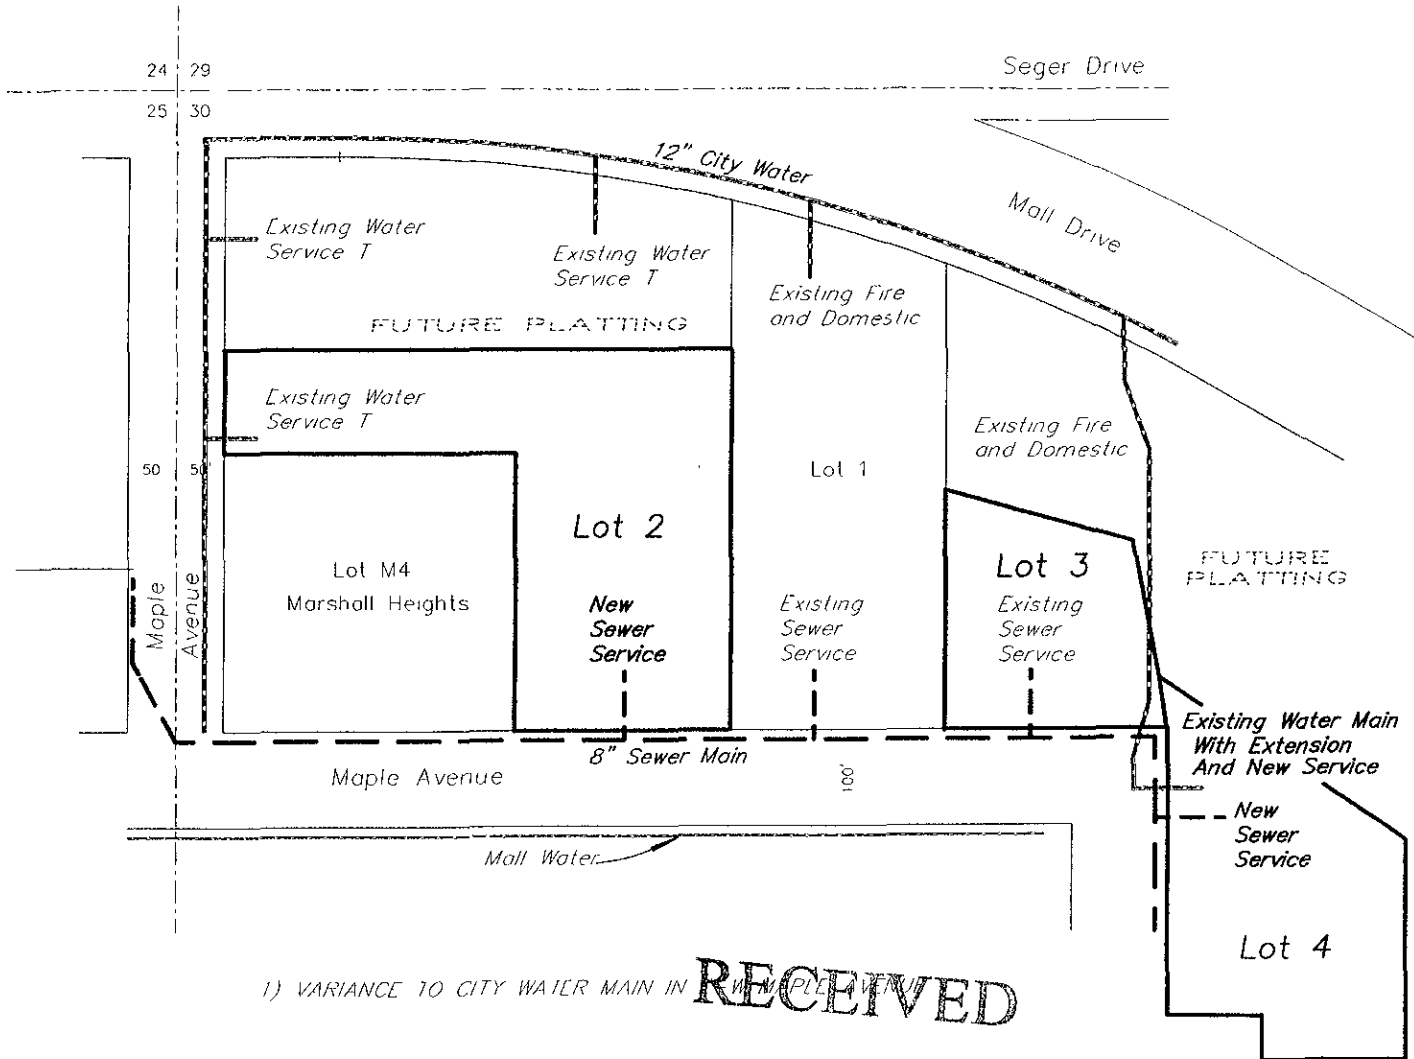 Seger Drive
24 29
25 30
12" City Water
Mall Drive
Existing Water
Service T
Existing Water
Service T
Existing Fire
and Domestic
FUTURE PLATTING
Existing Water
Service T
Existing Fire
and Domestic
50 50'
Lot 1
Lot 2
Lot 3
FUTURE
PLATTING
Lot M4
Marshall Heights
Maple
Avenue
New
Sewer
Service
Existing
Sewer
Service
Existing
Sewer
Service
Existing Water Main
With Extension
And New Service
8" Sewer Main
Maple Avenue
100'
New
Sewer
Service
Mall Water
Lot 4
1) VARIANCE TO CITY WATER MAIN IN W MAPLE AVENUE
RECEIVED